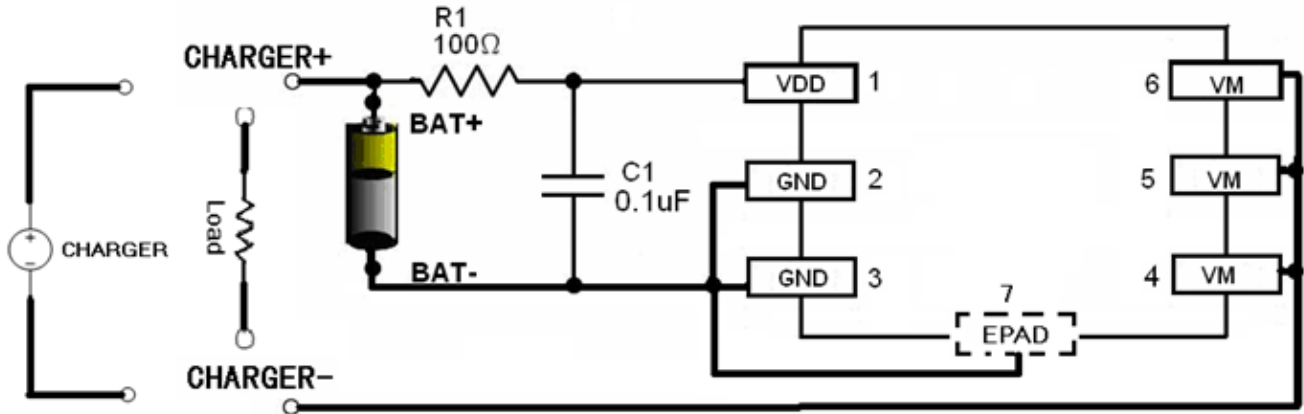 R1
100Ω
CHARGER+
VDD 1
6 VM
BAT+
C1
0.1uF
GND 2
5 VM
Load
+
−
CHARGER
BAT-
GND 3
4 VM
7
EPAD
CHARGER-